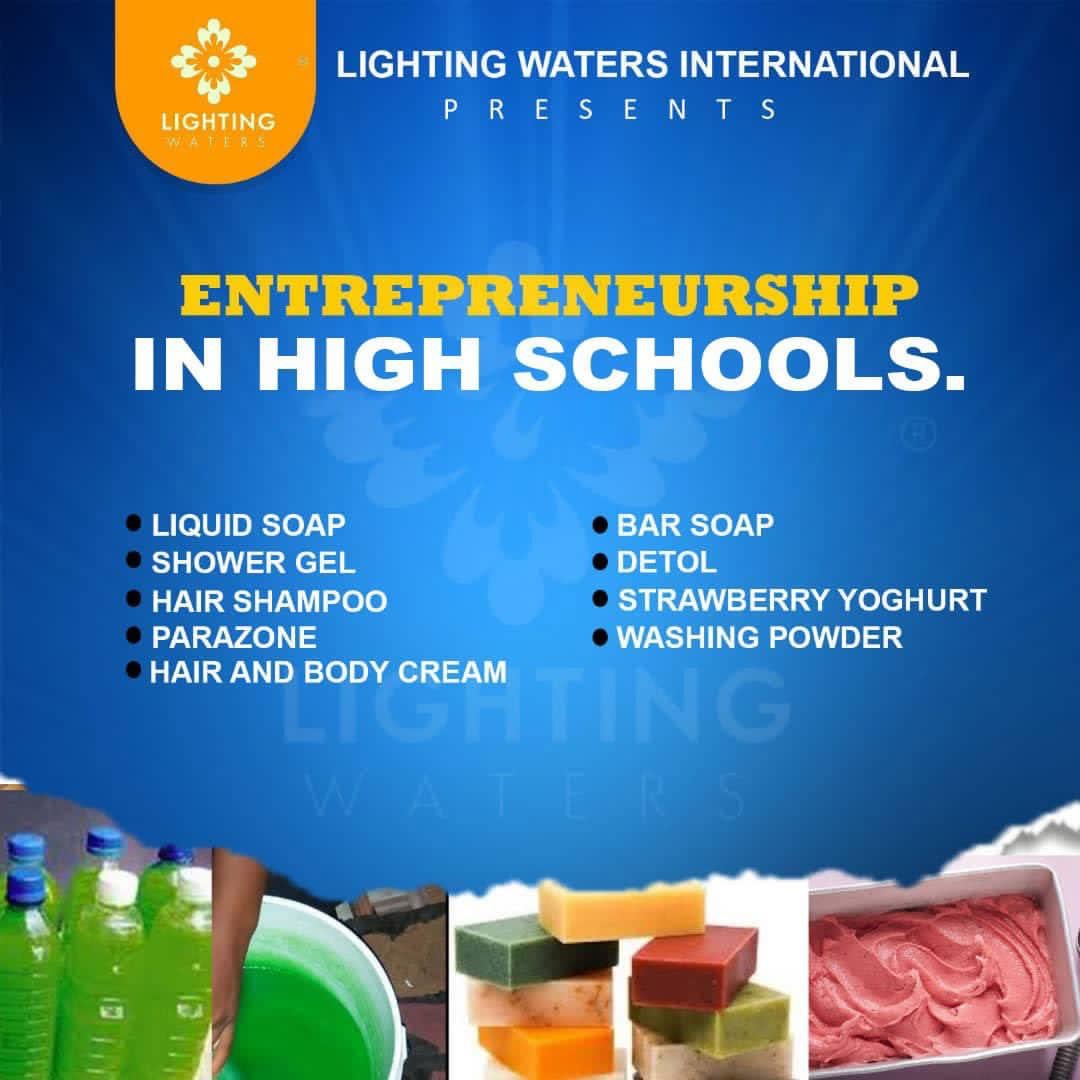 LIGHTING WATERS INTERNATIONAL
PRESENTS
LIGHTING
WATERS
ENTREPRENEURSHIP
IN HIGH SCHOOLS.
LIQUID SOAP
SHOWER GEL
HAIR SHAMPOO
PARAZONE
HAIR AND BODY CREAM
BAR SOAP
DETOL
STRAWBERRY YOGHURT
WASHING POWDER
LIGHTING
WATERS